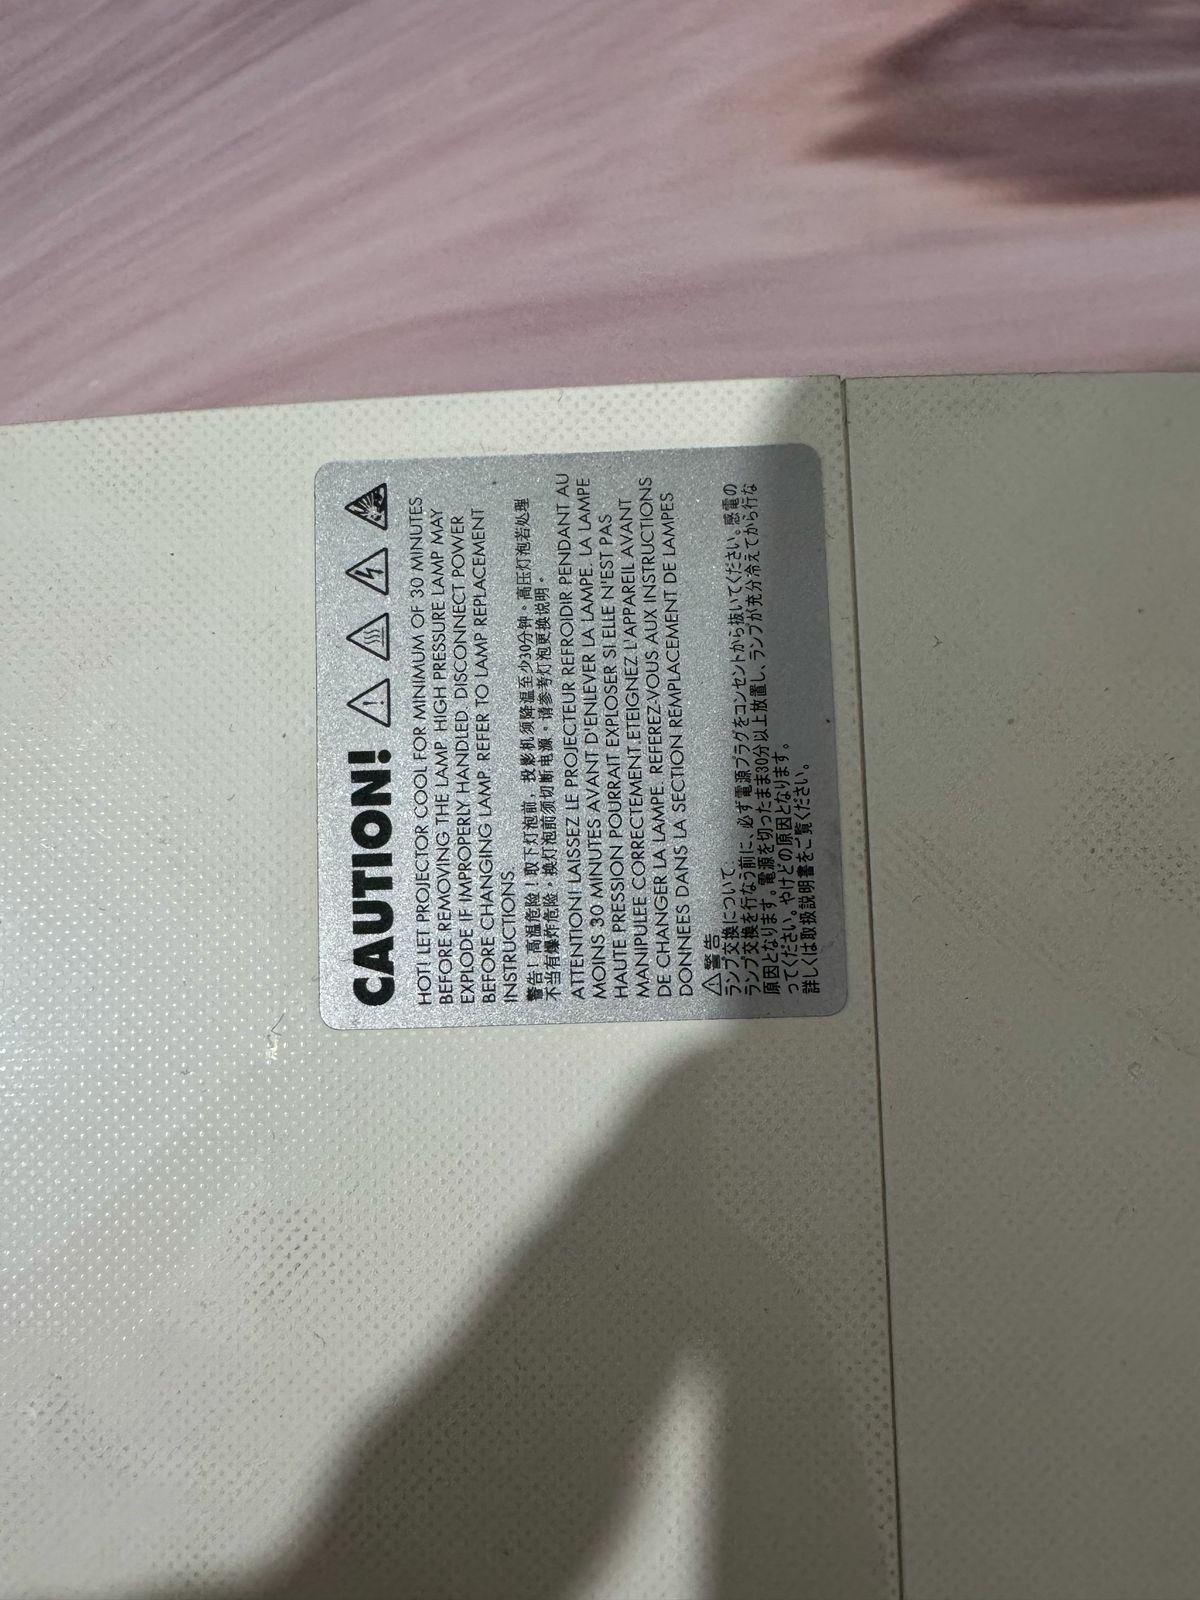 CAUTION!
HOT! LET PROJECTOR COOL FOR MINIMUM OF 30 MINUTES
BEFORE REMOVING THE LAMP. HIGH PRESSURE LAMP MAY
EXPLODE IF IMPROPERLY HANDLED. DISCONNECT POWER
BEFORE CHANGING LAMP. REFER TO LAMP REPLACEMENT
INSTRUCTIONS.
警告！高温危险！取下灯泡前，投影机须降温至少30分钟。高压灯泡若处理
不当有爆炸危险。换灯泡前须切断电源。请参考灯泡更换说明。
ATTENTION! LAISSEZ LE PROJECTEUR REFROIDIR PENDANT AU
MOINS 30 MINUTES AVANT D'ENLEVER LA LAMPE. LA LAMPE
HAUTE PRESSION POURRAIT EXPLOSER SI ELLE N'EST PAS
MANIPULEE CORRECTEMENT. ETEIGNEZ L'APPAREIL AVANT
DE CHANGER LA LAMPE. REFEREZ-VOUS AUX INSTRUCTIONS
DONNEES DANS LA SECTION REMPLACEMENT DE LAMPES
⚠警告
ランプ交換について:
ランプ交換を行なう前に、必ず電源プラグをコンセントから抜いてください。感電の
原因となります。電源を切ったまま30分以上放置し、ランプが充分冷えてから行な
ってください。やけどの原因となります。
詳しくは取扱説明書をご覧ください。